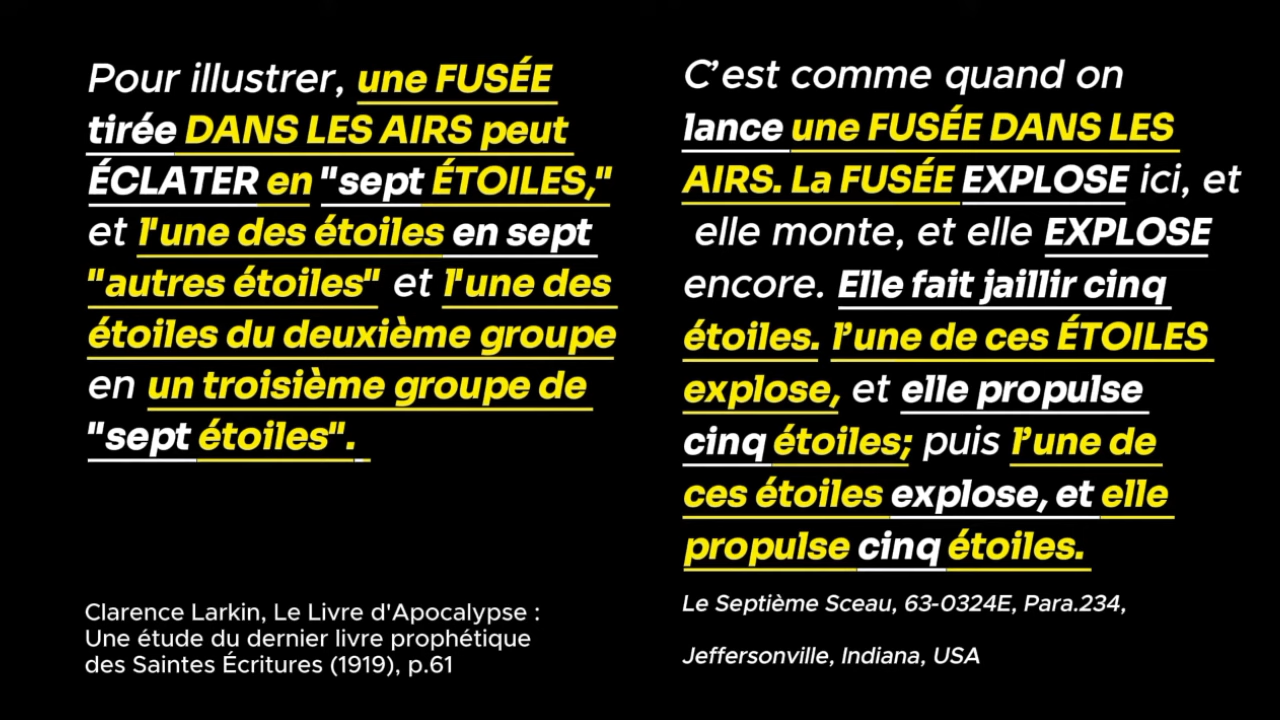 Pour illustrer, une FUSÉE
tirée DANS LES AIRS peut
ÉCLATER en "sept ÉTOILES,"
et l'une des étoiles en sept
"autres étoiles" et l'une des
étoiles du deuxième groupe
en un troisième groupe de
"sept étoiles".
Clarence Larkin, Le Livre d'Apocalypse :
Une étude du dernier livre prophétique
des Saintes Écritures (1919), p.61
C’est comme quand on
lance une FUSÉE DANS LES
AIRS. La FUSÉE EXPLOSE ici, et
elle monte, et elle EXPLOSE
encore. Elle fait jaillir cinq
étoiles. l’une de ces ÉTOILES
explose, et elle propulse
cinq étoiles; puis l’une de
ces étoiles explose, et elle
propulse cinq étoiles.
Le Septième Sceau, 63-0324E, Para.234,
Jeffersonville, Indiana, USA